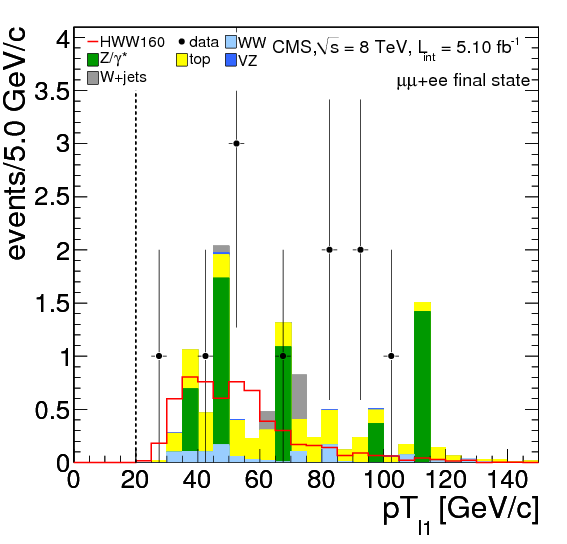 HWW160 data WW
Z/γ* top VZ
W+jets
CMS,√s = 8 TeV, L_int = 5.10 fb⁻¹
μμ+ee final state
events/5.0 GeV/c
4
3.5
3
2.5
2
1.5
1
0.5
0
0 20 40 60 80 100 120 140
pT_l1 [GeV/c]